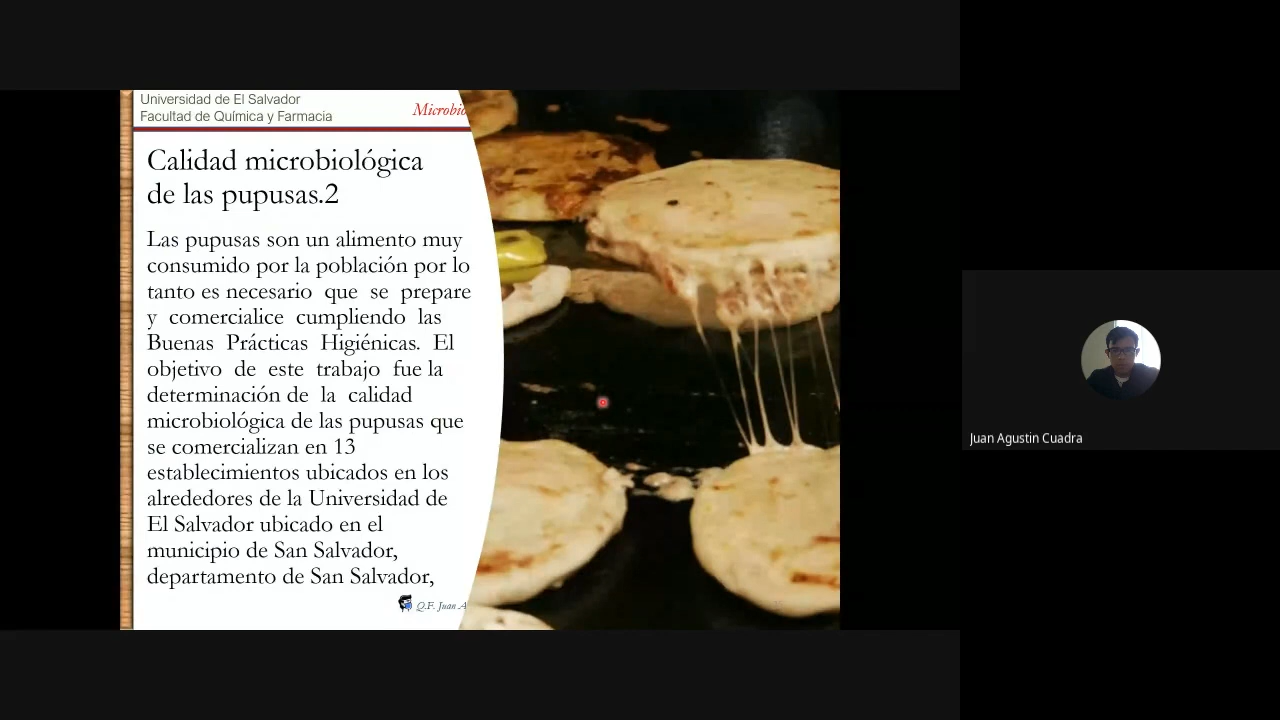 Universidad de El Salvador
Facultad de Química y Farmacia
Calidad microbiológica
de las pupusas.2
Las pupusas son un alimento muy
consumido por la población por lo
tanto es necesario que se prepare
y comercialice cumpliendo las
Buenas Prácticas Higiénicas. El
objetivo de este trabajo fue la
determinación de la calidad
microbiológica de las pupusas que
se comercializan en 13
establecimientos ubicados en los
alrededores de la Universidad de
El Salvador ubicado en el
municipio de San Salvador,
departamento de San Salvador,
Q.F. Juan A
Juan Agustin Cuadra